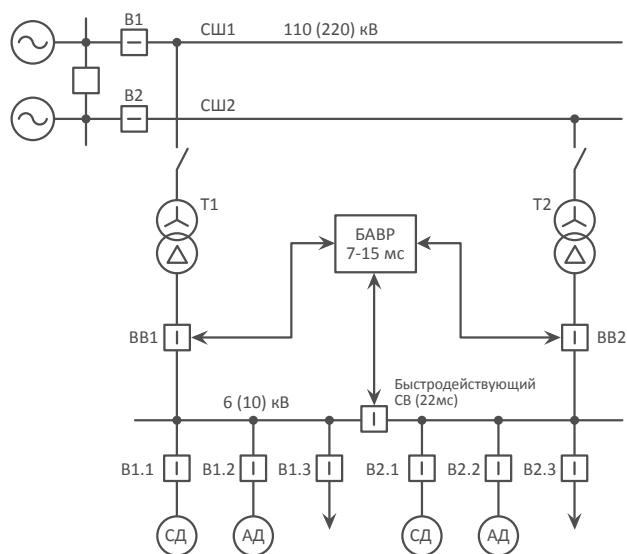 В1
СШ1
110 (220) кВ
В2
СШ2
Т1
Т2
БАВР
7-15 мс
ВВ1
ВВ2
Быстродействующий
СВ (22мс)
6 (10) кВ
В1.1
В1.2
В1.3
В2.1
В2.2
В2.3
СД
АД
СД
АД